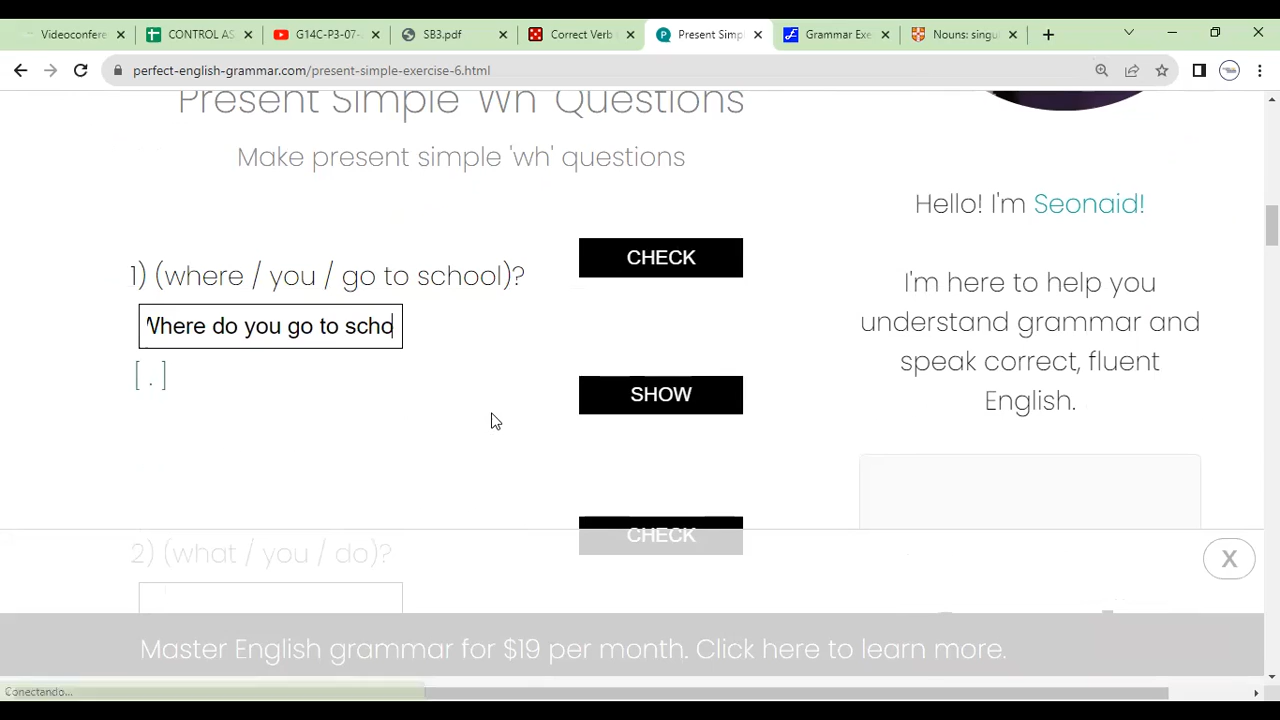 Videoconfere
CONTROL AS
G14C-P3-07-
SB3.pdf
Correct Verb
Present Simpl
Grammar Exe
Nouns: singu
perfect-english-grammar.com/present-simple-exercise-6.html
Present Simple 'Wh' Questions
Make present simple 'wh' questions
1) (where / you / go to school)?
CHECK
Where do you go to scho
[ . ]
SHOW
Hello! I'm Seonaid!
I'm here to help you
understand grammar and
speak correct, fluent
English.
CHECK
2) (what / you / do)?
X
Master English grammar for $19 per month. Click here to learn more.
Conectando...